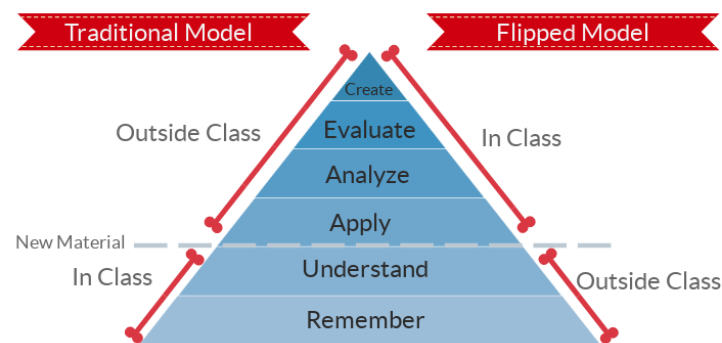 Traditional Model
Flipped Model
Create
Outside Class
Evaluate
In Class
Analyze
Apply
New Material
In Class
Understand
Outside Class
Remember